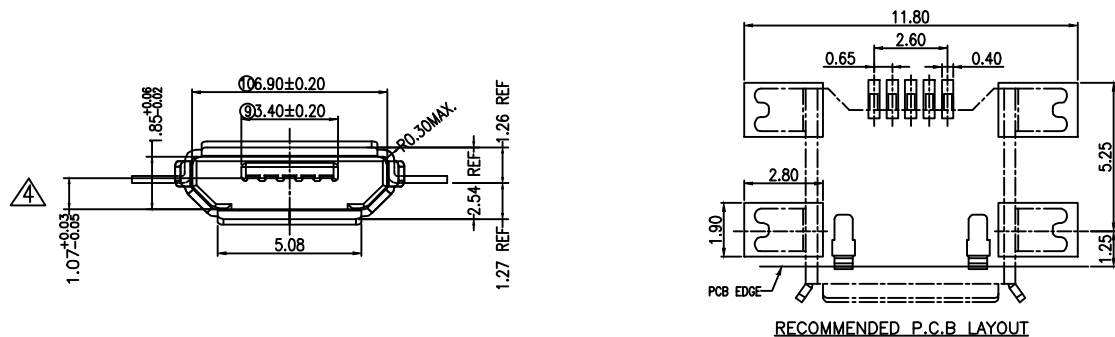 ⑩6.90±0.20
⑨3.40±0.20
1.85+0.06-0.02
R0.30MAX.
1.26 REF
2.54 REF
1.27 REF
4
1.07+0.03-0.05
5.08
11.80
2.60
0.65
0.40
2.80
1.90
5.25
1.25
PCB EDGE
RECOMMENDED P.C.B LAYOUT